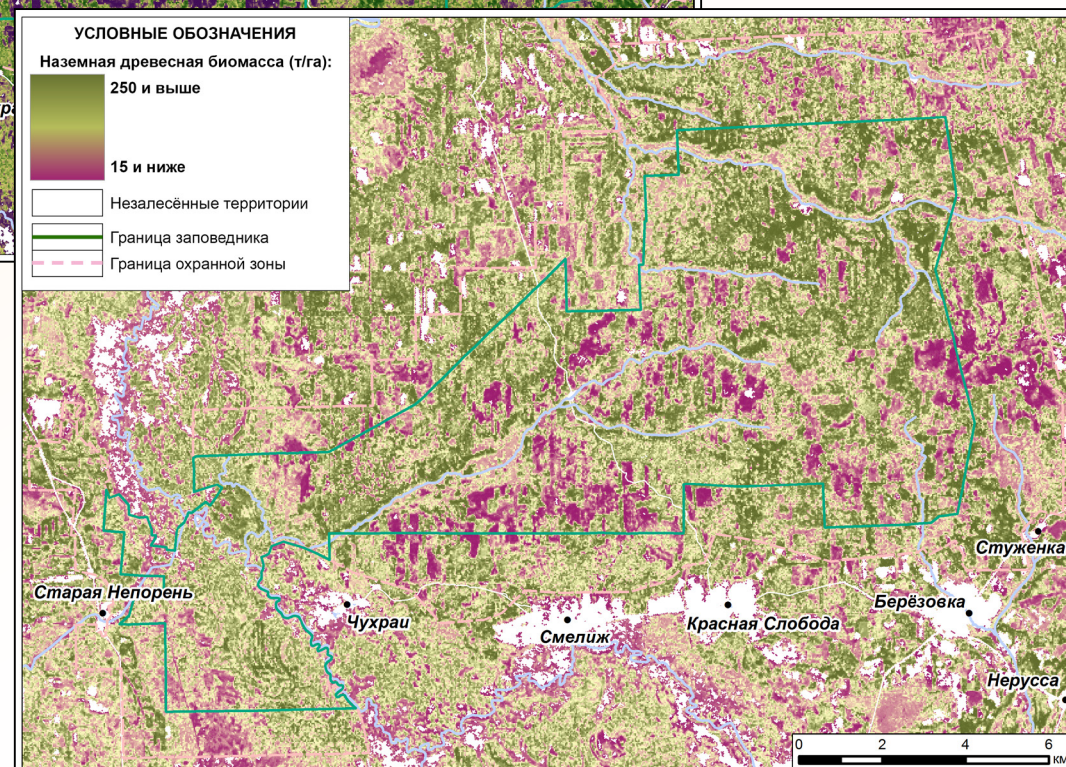 УСЛОВНЫЕ ОБОЗНАЧЕНИЯ
Наземная древесная биомасса (т/га):
250 и выше
15 и ниже
Незалесённые территории
Граница заповедника
Граница охранной зоны
Стуженка
Старая Непорень
Берёзовка
Чухраи
Красная Слобода
Смелиж
Нерусса
0 2 4 6
км